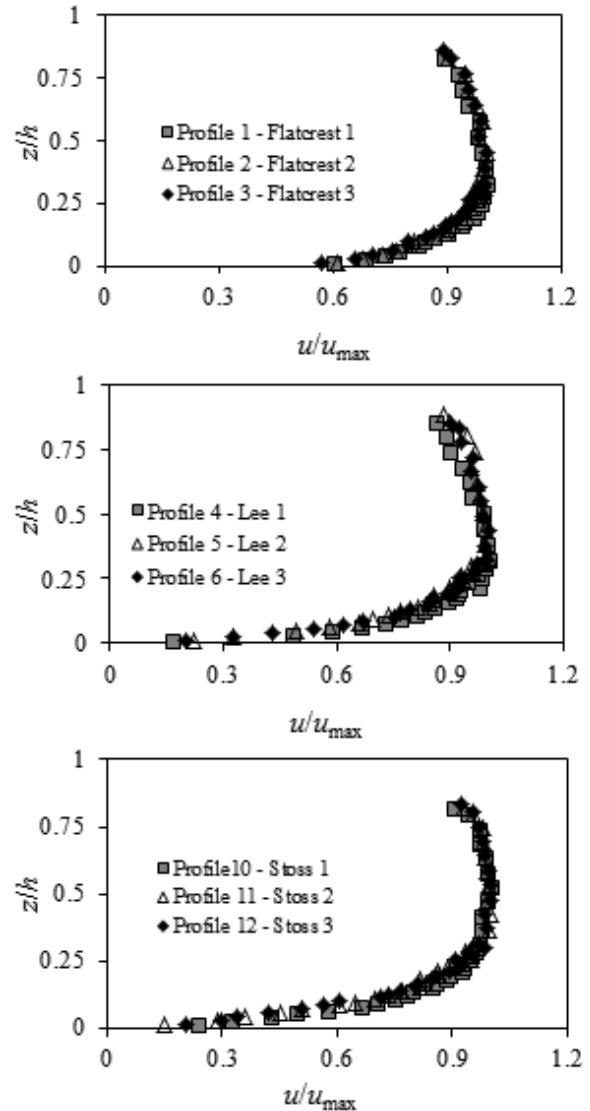 1
0.75
z/h
Profile 1 - Flatcrest 1
0.5
Profile 2 - Flatcrest 2
Profile 3 - Flatcrest 3
0.25
0
0 0.3 0.6 0.9 1.2
u/umax
1
0.75
z/h
0.5
Profile 4 - Lee 1
Profile 5 - Lee 2
Profile 6 - Lee 3
0.25
0
0 0.3 0.6 0.9 1.2
u/umax
1
0.75
z/h
Profile10 - Stoss 1
0.5
Profile 11 - Stoss 2
Profile 12 - Stoss 3
0.25
0
0 0.3 0.6 0.9 1.2
u/umax